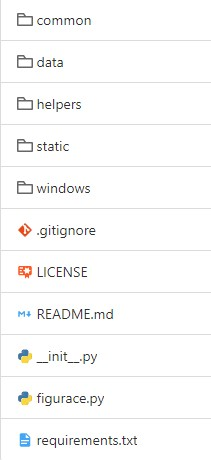 common
data
helpers
static
windows
.gitignore
LICENSE
README.md
__init__.py
figurace.py
requirements.txt